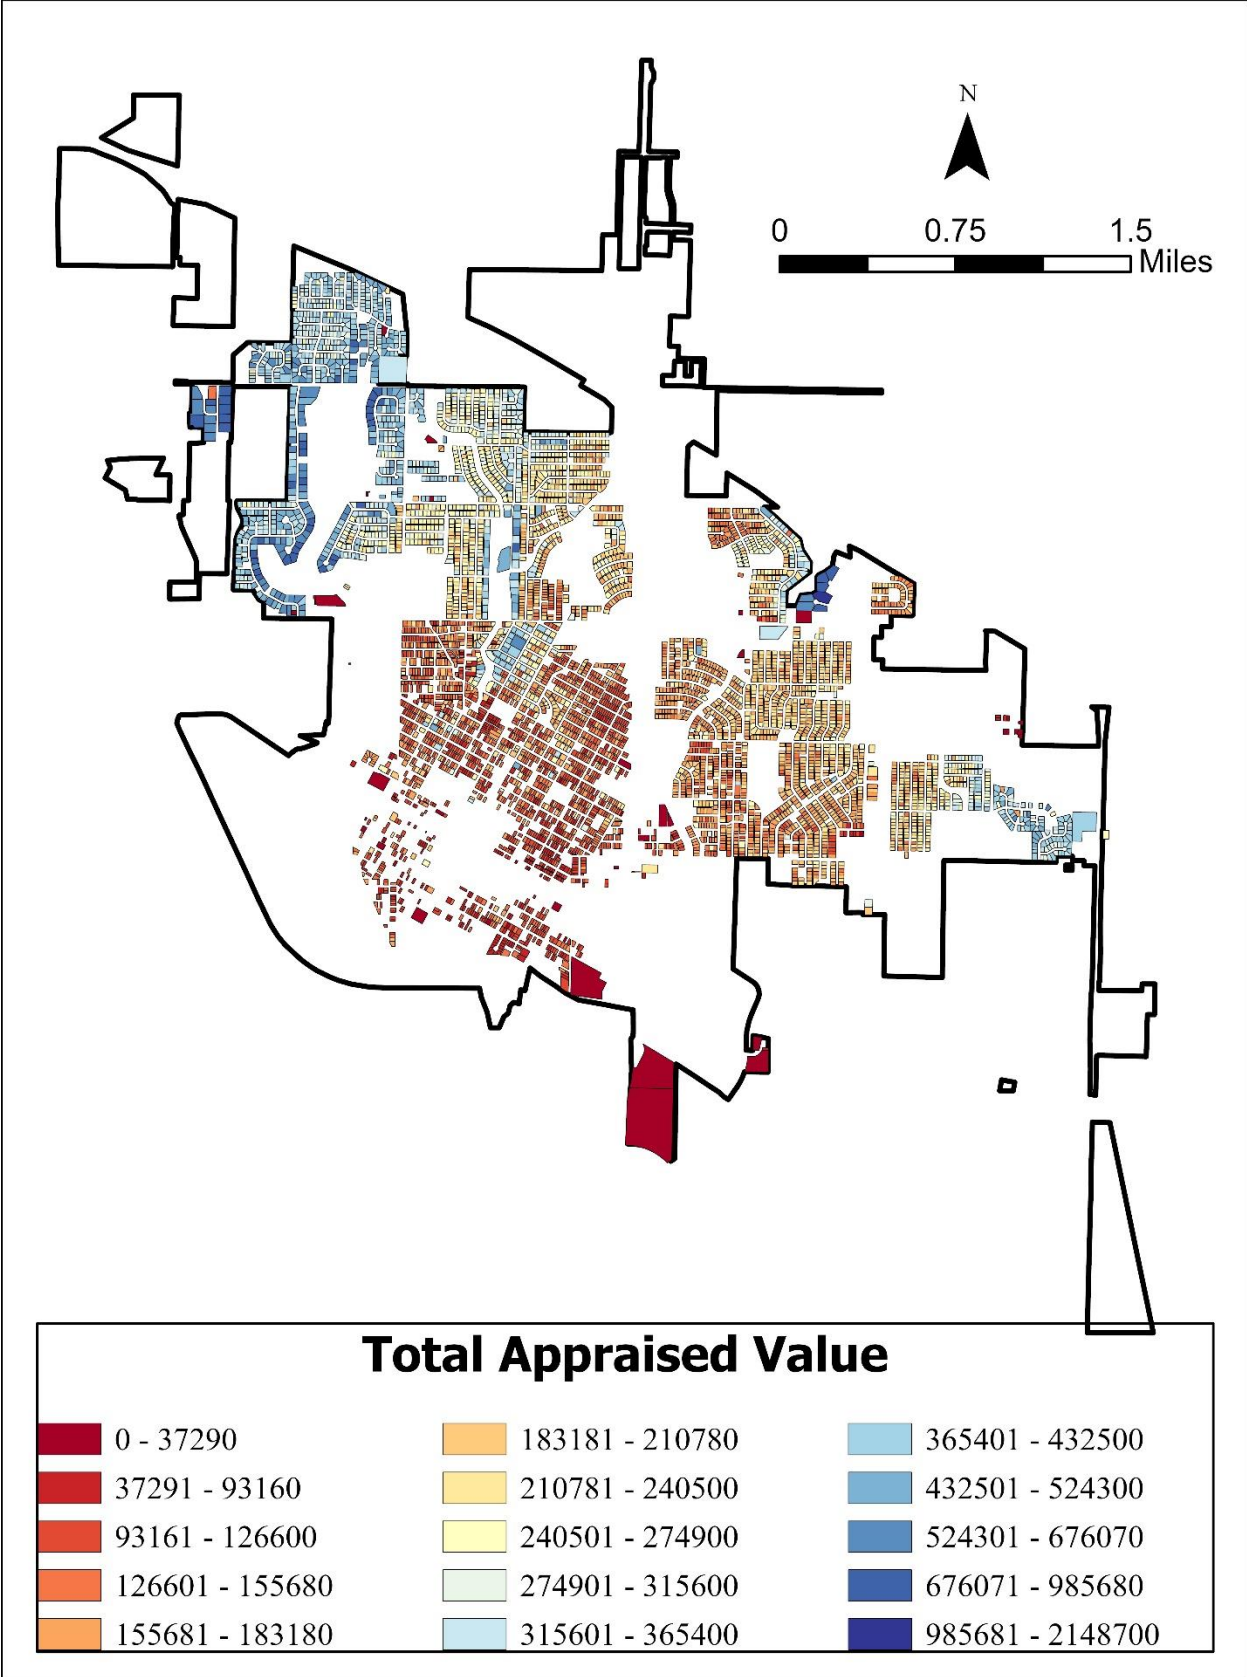 N
0 0.75 1.5
Miles
Total Appraised Value
0 - 37290 183181 - 210780 365401 - 432500
37291 - 93160 210781 - 240500 432501 - 524300
93161 - 126600 240501 - 274900 524301 - 676070
126601 - 155680 274901 - 315600 676071 - 985680
155681 - 183180 315601 - 365400 985681 - 2148700